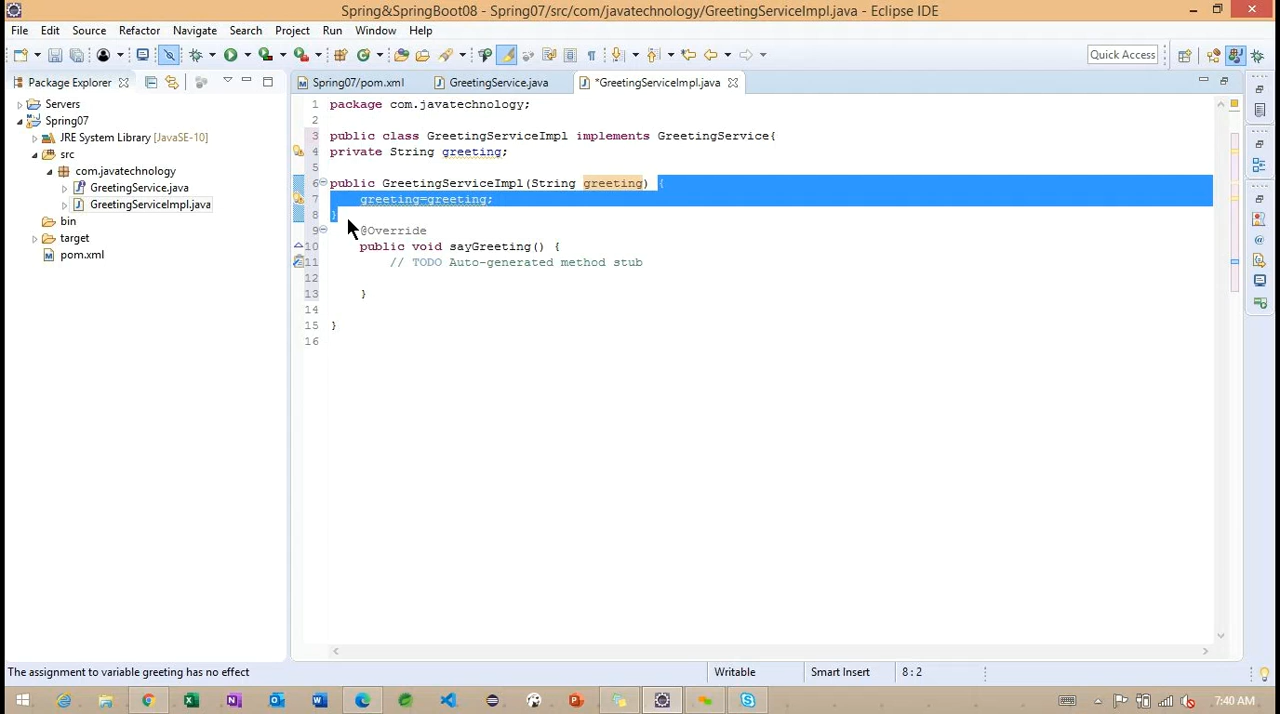 Spring&SpringBoot08 - Spring07/src/com/javatechnology/GreetingServiceImpl.java - Eclipse IDE
File Edit Source Refactor Navigate Search Project Run Window Help
Quick Access
Package Explorer
Spring07/pom.xml
GreetingService.java
*GreetingServiceImpl.java
Servers
Spring07
JRE System Library [JavaSE-10]
src
com.javatechnology
GreetingService.java
GreetingServiceImpl.java
bin
target
pom.xml
1 package com.javatechnology;
2
3 public class GreetingServiceImpl implements GreetingService{
4 private String greeting;
5
6 public GreetingServiceImpl(String greeting) {
7 greeting=greeting;
8 }
9 @Override
10 public void sayGreeting() {
11 // TODO Auto-generated method stub
12
13 }
14
15 }
16
The assignment to variable greeting has no effect
Writable
Smart Insert
8 : 2
7:40 AM